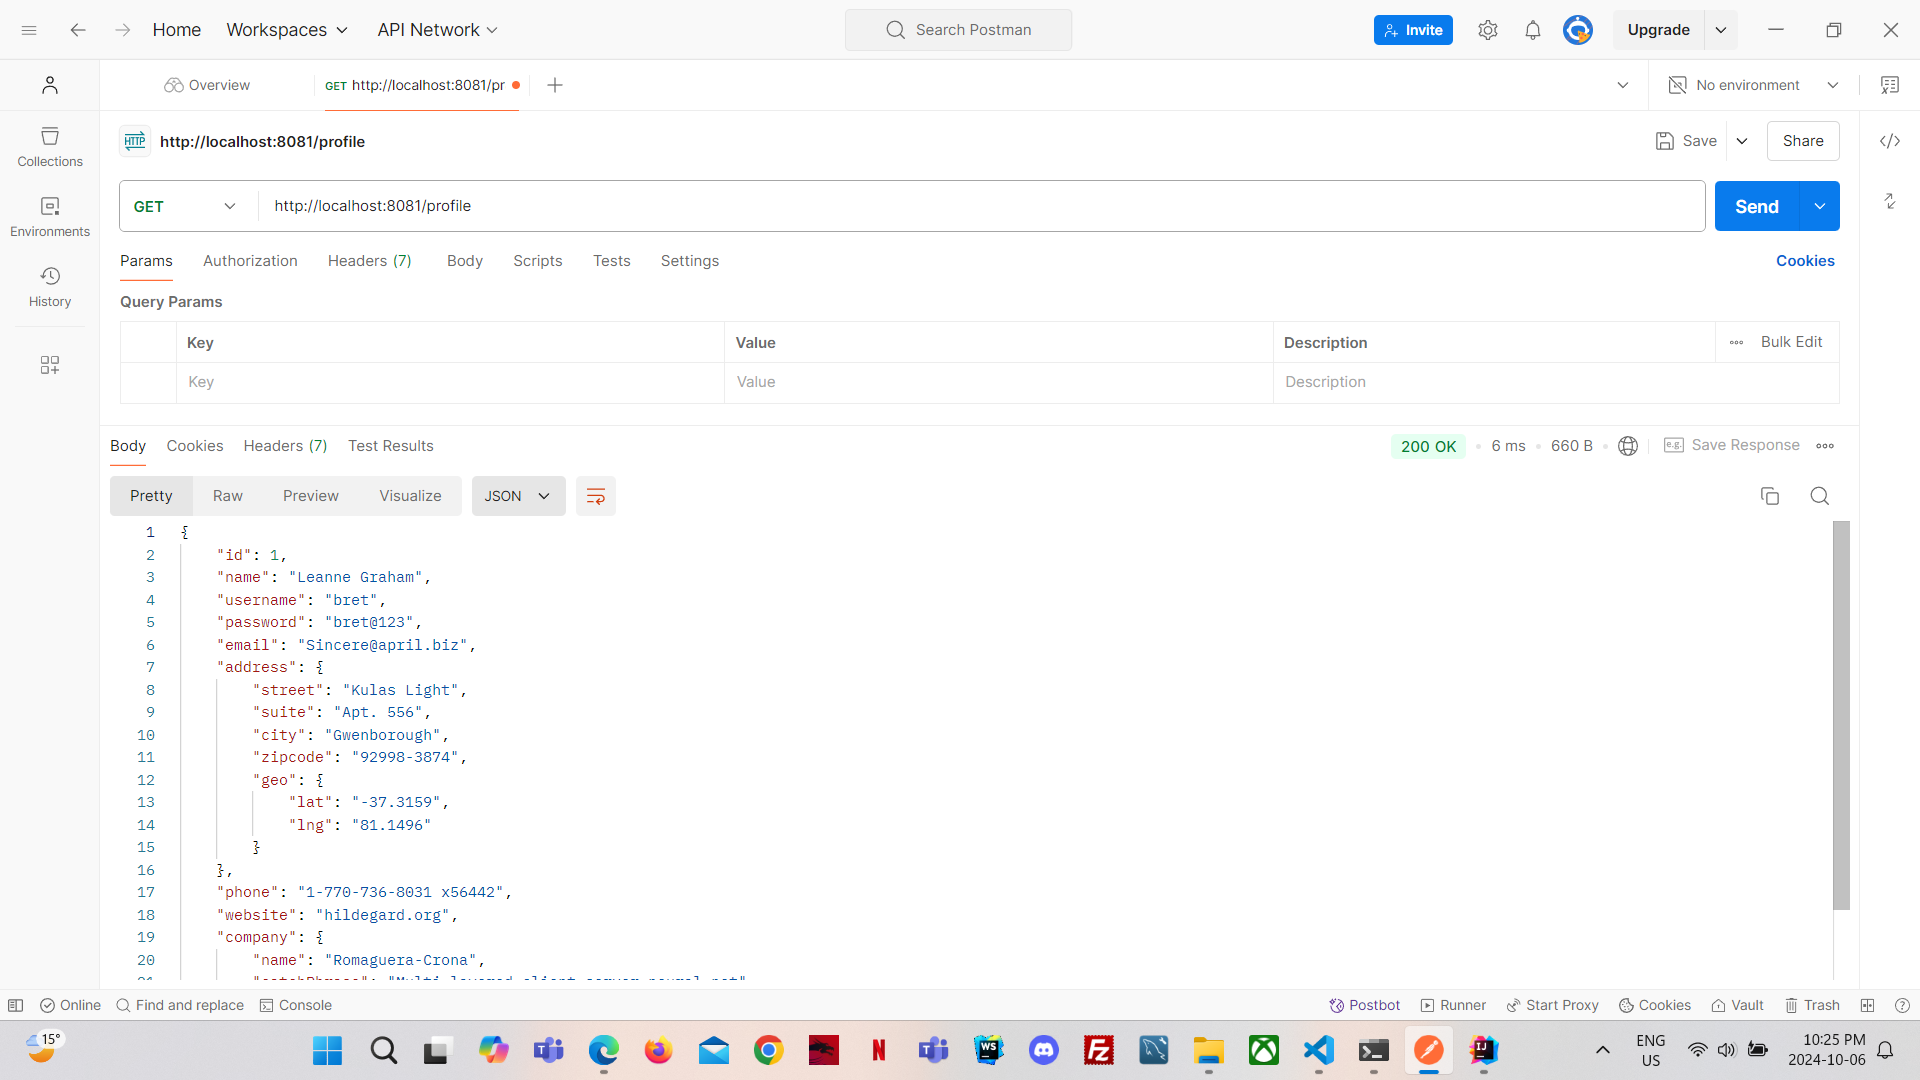 Home Workspaces API Network Search Postman Invite Upgrade
Overview GET http://localhost:8081/pr No environment
HTTP http://localhost:8081/profile Save Share
GET http://localhost:8081/profile Send
Params Authorization Headers (7) Body Scripts Tests Settings Cookies
Query Params
Key Value Description Bulk Edit
Key Value Description
Collections
Environments
History
Body Cookies Headers (7) Test Results 200 OK 6 ms 660 B e.g. Save Response
Pretty Raw Preview Visualize JSON
1 {
2 "id": 1,
3 "name": "Leanne Graham",
4 "username": "bret",
5 "password": "bret@123",
6 "email": "Sincere@april.biz",
7 "address": {
8 "street": "Kulas Light",
9 "suite": "Apt. 556",
10 "city": "Gwenborough",
11 "zipcode": "92998-3874",
12 "geo": {
13 "lat": "-37.3159",
14 "lng": "81.1496"
15 }
16 },
17 "phone": "1-770-736-8031 x56442",
18 "website": "hildegard.org",
19 "company": {
20 "name": "Romaguera-Crona",
Online Find and replace Console Postbot Runner Start Proxy Cookies Vault Trash
15° WS N Fz IJ ENG US 10:25 PM
2024-10-06